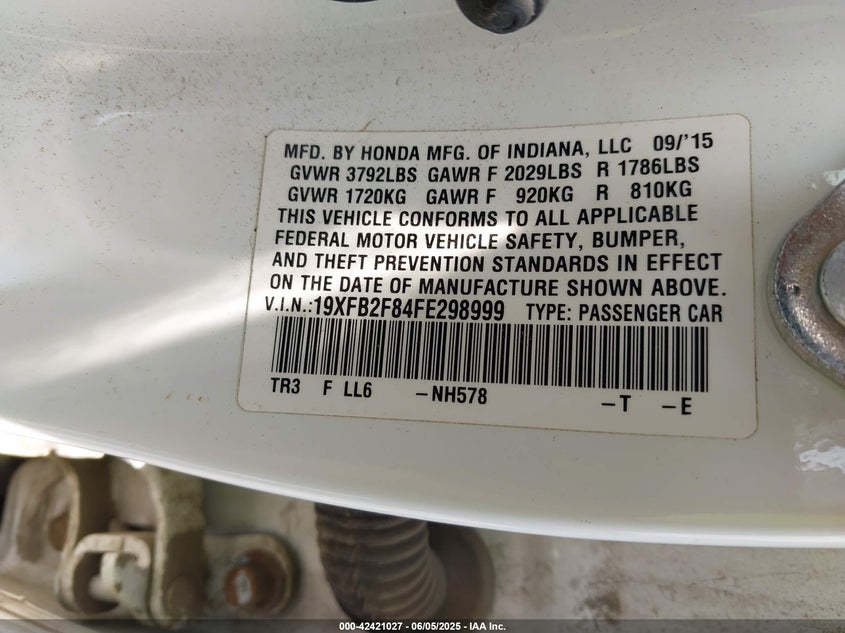 MFD. BY HONDA MFG. OF INDIANA, LLC 09/'15
GVWR 3792LBS GAWR F 2029LBS R 1786LBS
GVWR 1720KG GAWR F 920KG R 810KG
THIS VEHICLE CONFORMS TO ALL APPLICABLE
FEDERAL MOTOR VEHICLE SAFETY, BUMPER,
AND THEFT PREVENTION STANDARDS IN EFFECT
ON THE DATE OF MANUFACTURE SHOWN ABOVE.
V.I.N.:19XFB2F84FE298999 TYPE: PASSENGER CAR
TR3 F LL6 -NH578 -T -E
000-42421027 - 06/05/2025 - IAA Inc.